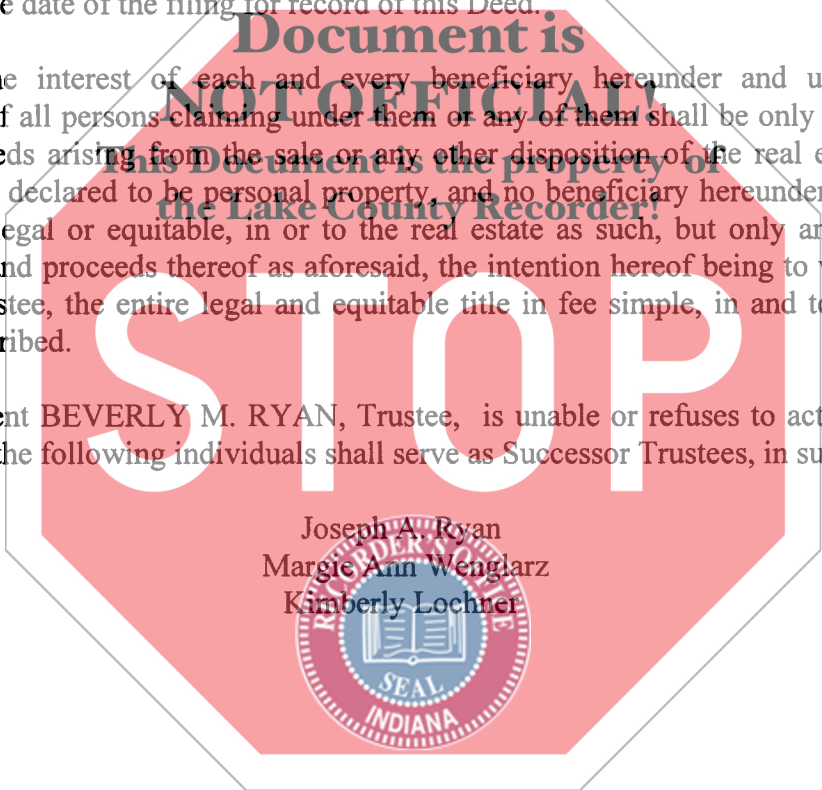 e date of the filing for record of this Deed.
Document is
ne interest of each and every beneficiary hereunder and u
NOT OFFICIAL!
f all persons claiming under them or any of them shall be only
This Document is the property of
eds arising from the sale or any other disposition of the real e
declared to be personal property, and no beneficiary hereunder
the Lake County Recorder!
egal or equitable, in or to the real estate as such, but only an
nd proceeds thereof as aforesaid, the intention hereof being to
stee, the entire legal and equitable title in fee simple, in and to
ribed.
STOP
ent BEVERLY M. RYAN, Trustee, is unable or refuses to act
the following individuals shall serve as Successor Trustees, in su
Joseph A. Ryan
Margie Ann Wenglarz
Kimberly Lochner
RECORDER'S OFFICE
SEAL
INDIANA